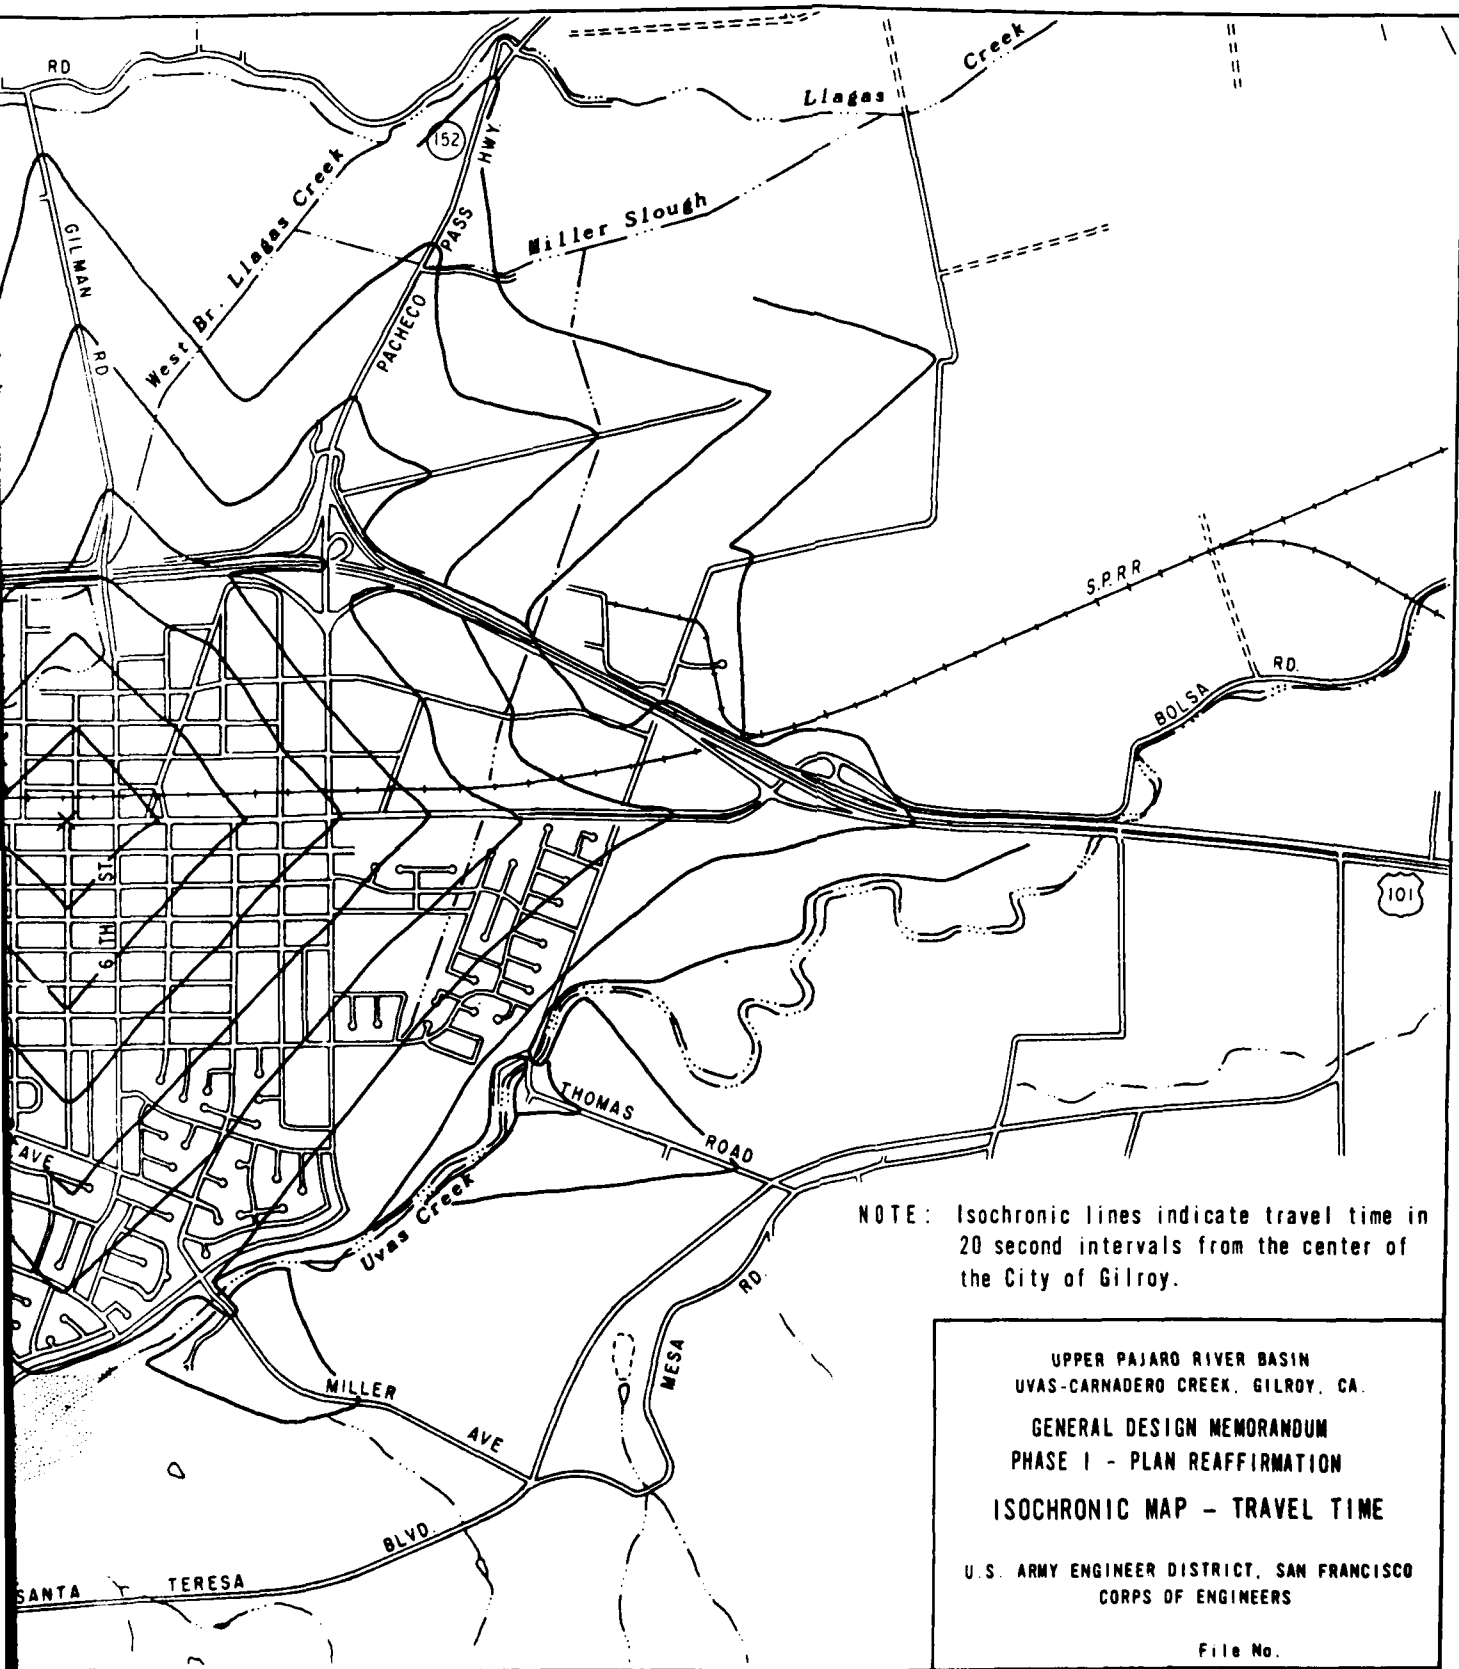 RD
Creek
Llagas
152
HWY.
West Br. Llagas Creek
Miller Slough
GILMAN
RD
PASS
PACHECO
S.P.R.R
RD.
BOLSA
101
6 TH ST
THOMAS
ROAD
AVE
Uvas Creek
NOTE: Isochronic lines indicate travel time in
20 second intervals from the center of
the City of Gilroy.
RD.
MESA
MILLER
AVE
BLVD.
SANTA TERESA
UPPER PAJARO RIVER BASIN
UVAS-CARNADERO CREEK, GILROY, CA.
GENERAL DESIGN MEMORANDUM
PHASE I - PLAN REAFFIRMATION
ISOCHRONIC MAP - TRAVEL TIME
U.S. ARMY ENGINEER DISTRICT, SAN FRANCISCO
CORPS OF ENGINEERS
File No.